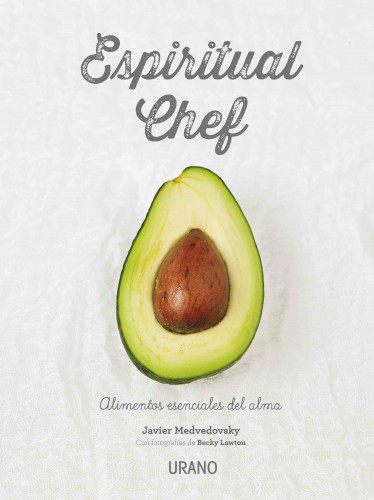 Espiritual
Chef
Alimentos esenciales del alma
Javier Medvedovsky
Con fotografías de Becky Lawton
URANO